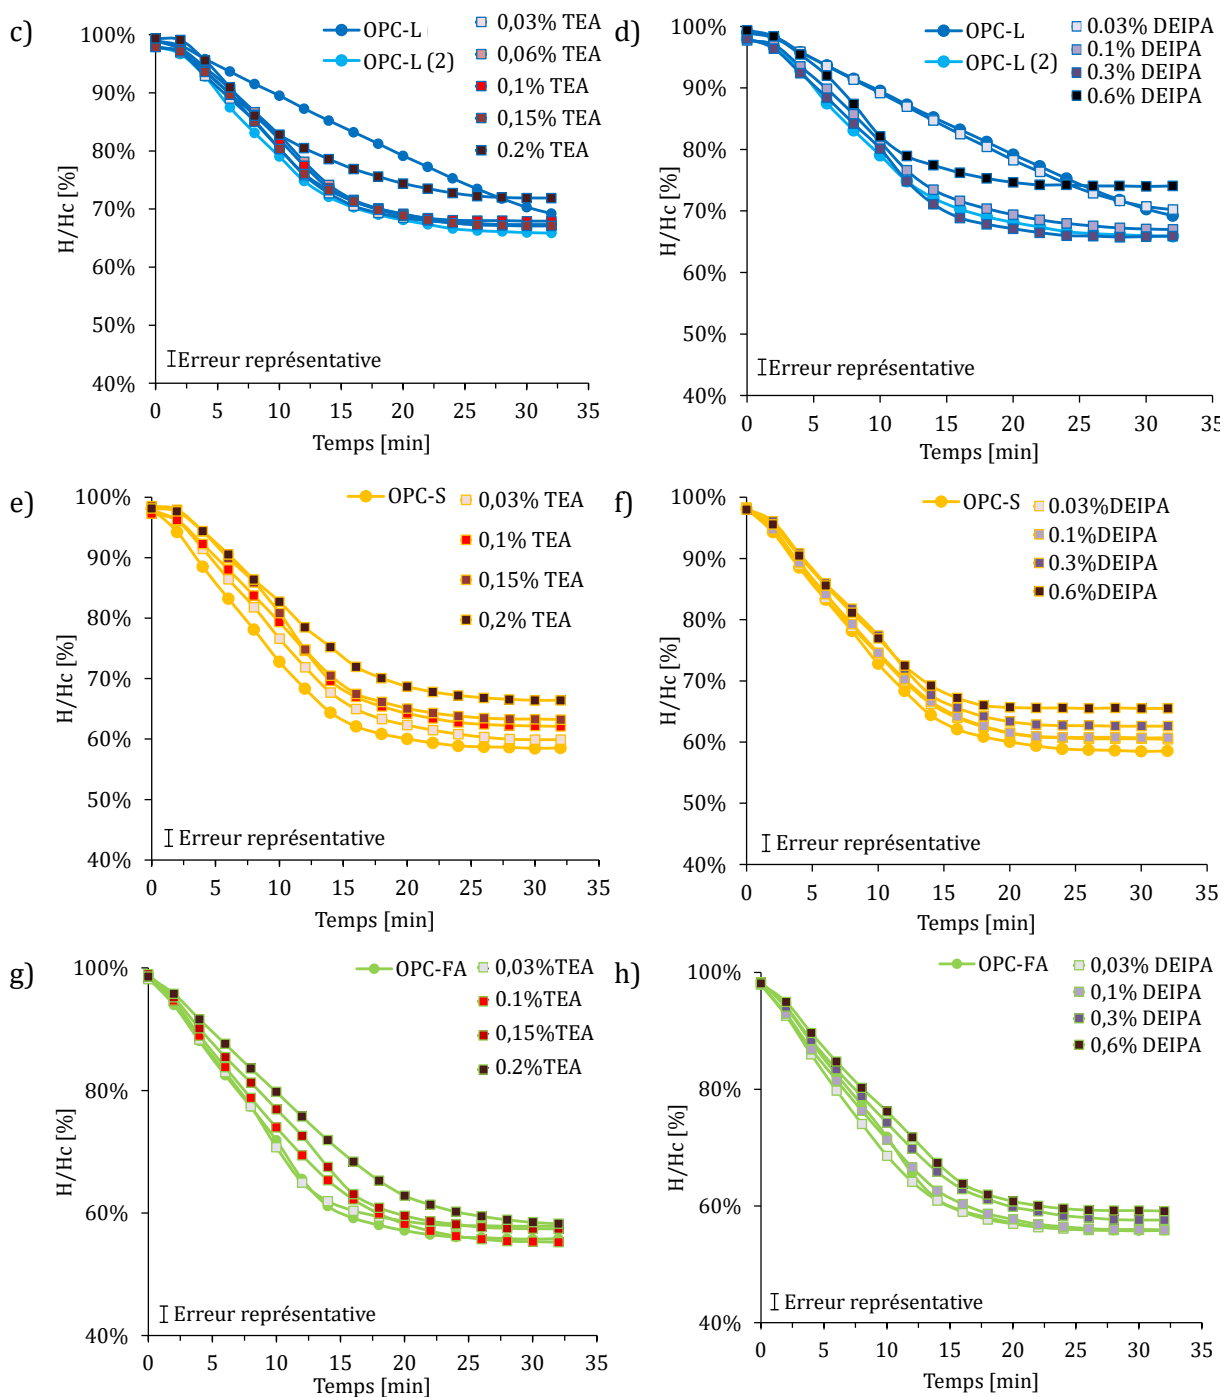 c)
OPC-L
OPC-L (2)
0,03% TEA
0,06% TEA
0,1% TEA
0,15% TEA
0.2% TEA
H/Hc [%]
100%
90%
80%
70%
60%
50%
40%
Erreur représentative
0 5 10 15 20 25 30 35
Temps [min]
d)
OPC-L
OPC-L (2)
0.03% DEIPA
0.1% DEIPA
0.3% DEIPA
0.6% DEIPA
H/Hc [%]
100%
90%
80%
70%
60%
50%
40%
Erreur représentative
0 5 10 15 20 25 30 35
Temps [min]
e)
OPC-S
0,03% TEA
0,1% TEA
0,15% TEA
0,2% TEA
H/Hc [%]
100%
90%
80%
70%
60%
50%
40%
Erreur représentative
0 5 10 15 20 25 30 35
Temps [min]
f)
OPC-S
0.03%DEIPA
0.1%DEIPA
0.3%DEIPA
0.6%DEIPA
H/Hc [%]
100%
90%
80%
70%
60%
50%
40%
Erreur représentative
0 5 10 15 20 25 30 35
Temps [min]
g)
OPC-FA
0,03%TEA
0.1%TEA
0,15%TEA
0.2%TEA
H/Hc [%]
100%
80%
60%
40%
Erreur représentative
0 5 10 15 20 25 30 35
Temps [min]
h)
OPC-FA
0,03% DEIPA
0,1% DEIPA
0,3% DEIPA
0,6% DEIPA
H/Hc [%]
100%
80%
60%
40%
Erreur représentative
0 5 10 15 20 25 30 35
Temps [min]